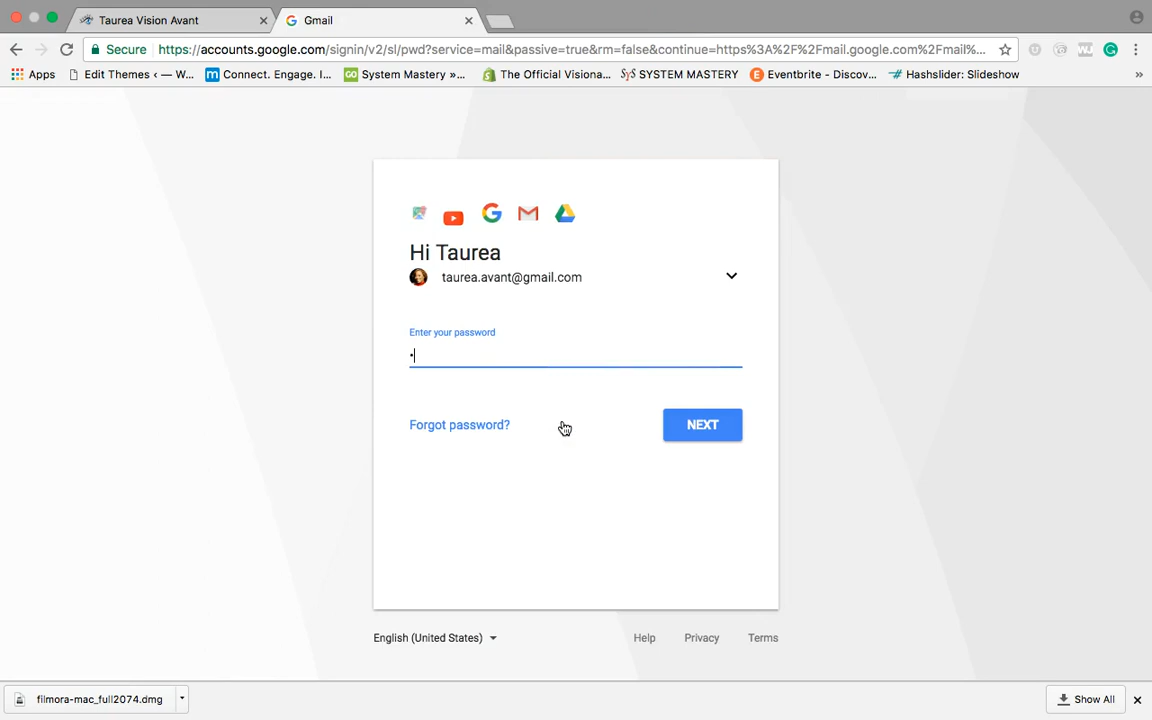 Taurea Vision Avant
Gmail
Secure https://accounts.google.com/signin/v2/sl/pwd?service=mail&passive=true&rm=false&continue=https%3A%2F%2Fmail.google.com%2Fmail%...
Apps Edit Themes ‹ — W... Connect. Engage. I... System Mastery »... The Official Visiona... SYSTEM MASTERY Eventbrite - Discov... Hashslider: Slideshow »
Hi Taurea
taurea.avant@gmail.com
Enter your password
•
Forgot password?
NEXT
English (United States)
Help Privacy Terms
filmora-mac_full2074.dmg
Show All